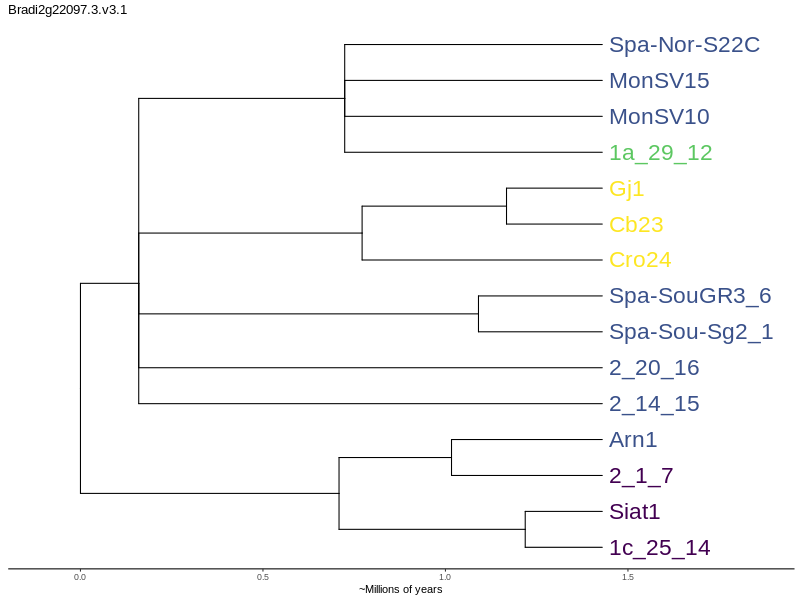 Bradi2g22097.3.v3.1
Spa-Nor-S22C
MonSV15
MonSV10
1a_29_12
Gj1
Cb23
Cro24
Spa-SouGR3_6
Spa-Sou-Sg2_1
2_20_16
2_14_15
Arn1
2_1_7
Siat1
1c_25_14
0.0 0.5 1.0 1.5
~Millions of years